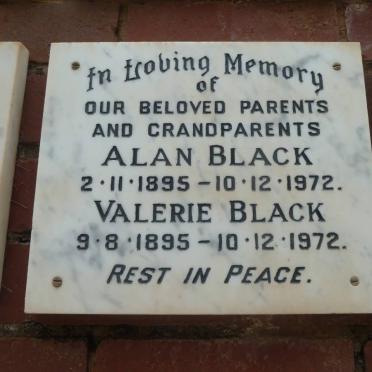 In Loving Memory
of
OUR BELOVED PARENTS
AND GRANDPARENTS
ALAN BLACK
2·11·1895 – 10·12·1972.
VALERIE BLACK
9·8·1895 – 10·12·1972.
REST IN PEACE.